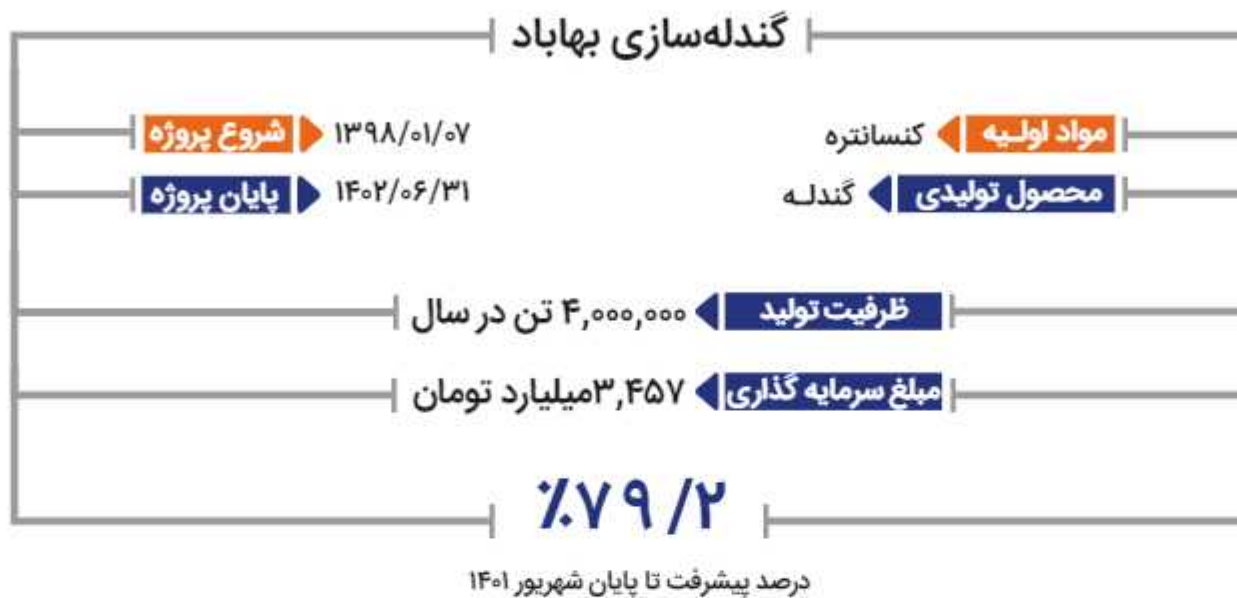 گندله‌سازی بهاباد
مواد اولـیه کنسانتره
شروع پروژه ۱۳۹۸/۰۱/۰۷
محصول تولیدی گندلـه
پایان پروژه ۱۴۰۲/۰۶/۳۱
ظرفیت تولید ۴,۰۰۰,۰۰۰ تن در سال
مبلغ سرمایه گذاری ۳,۴۵۷میلیارد تومان
٪۷۹/۲
درصد پیشرفت تا پایان شهریور ۱۴۰۱